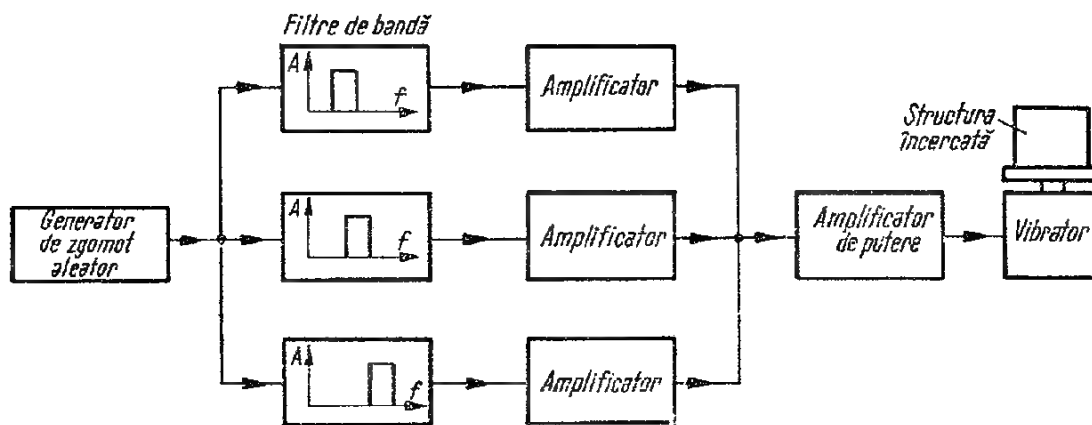 Filtre de bandă
A
f
Amplificator
Structura
încercată
Generator
de zgomot
aleator
A
f
Amplificator
Amplificator
de putere
Vibrator
A
f
Amplificator